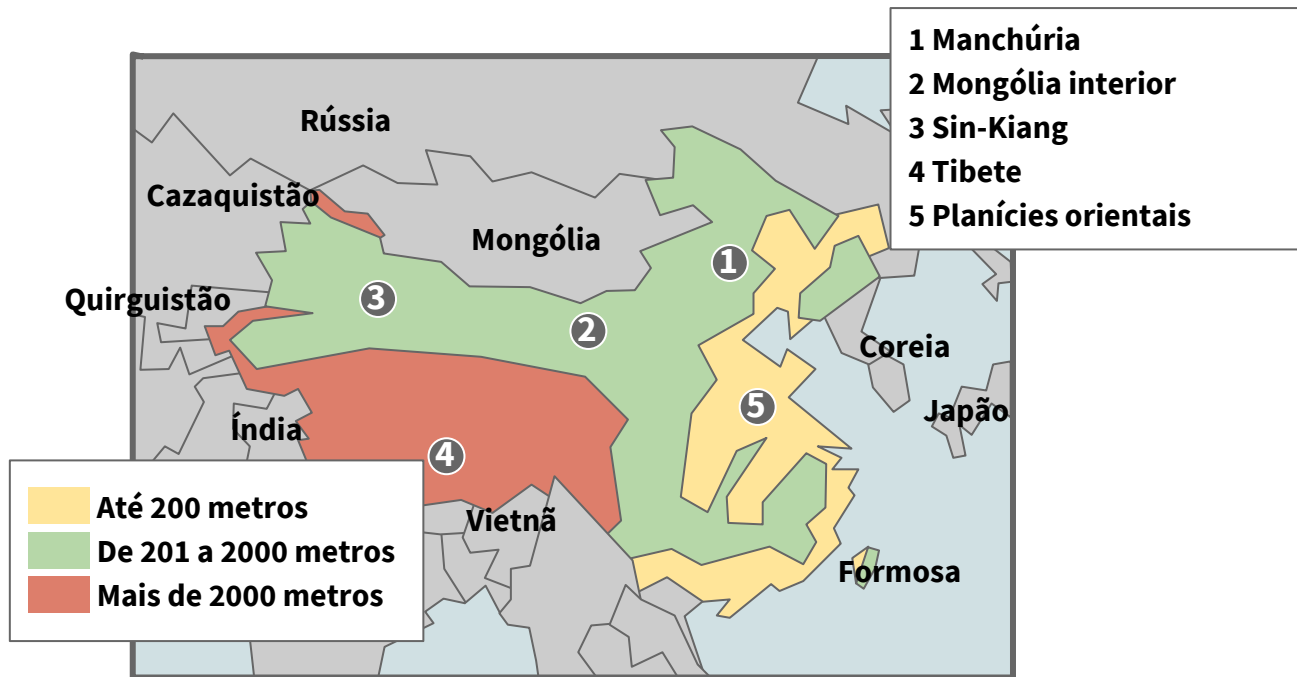 1 Manchúria
2 Mongólia interior
3 Sin-Kiang
4 Tibete
5 Planícies orientais
Rússia
Cazaquistão
Mongólia
1
Quirguistão
3
2
Coreia
5
Japão
Índia
4
Vietnã
Formosa
Até 200 metros
De 201 a 2000 metros
Mais de 2000 metros